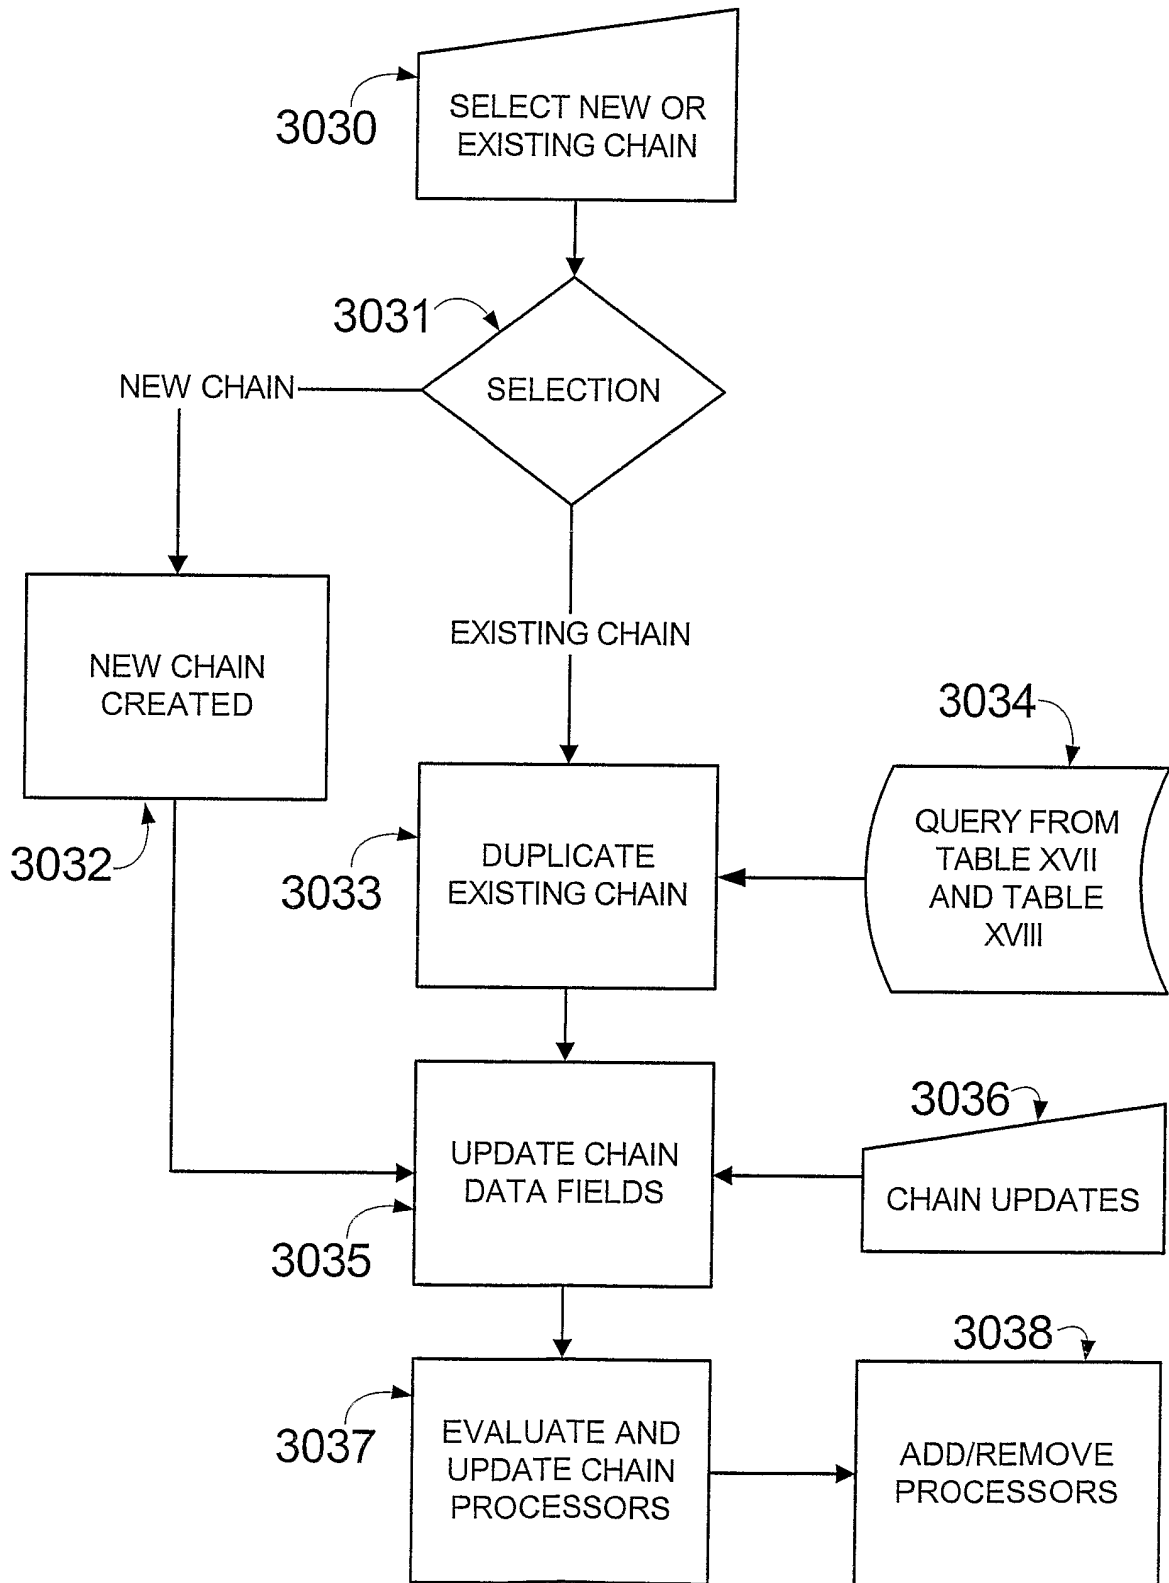 SELECT NEW OR
EXISTING CHAIN
3030
3031
SELECTION
NEW CHAIN
EXISTING CHAIN
NEW CHAIN
CREATED
3032
3034
QUERY FROM
TABLE XVII
AND TABLE
XVIII
DUPLICATE
EXISTING CHAIN
3033
3036
CHAIN UPDATES
UPDATE CHAIN
DATA FIELDS
3035
3038
EVALUATE AND
UPDATE CHAIN
PROCESSORS
3037
ADD/REMOVE
PROCESSORS